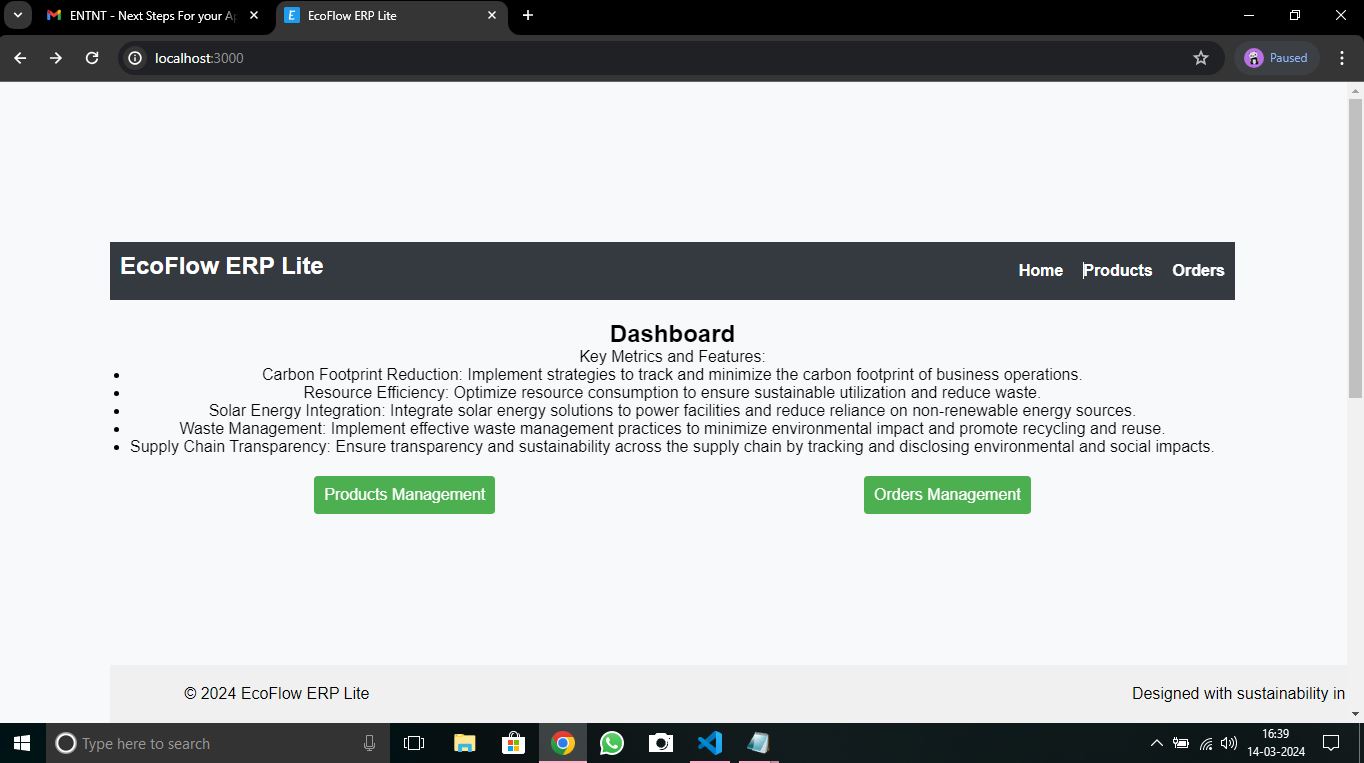 ENTNT - Next Steps For your A
EcoFlow ERP Lite
localhost:3000
Paused
EcoFlow ERP Lite
Home Products Orders
Dashboard
Key Metrics and Features:
• Carbon Footprint Reduction: Implement strategies to track and minimize the carbon footprint of business operations.
• Resource Efficiency: Optimize resource consumption to ensure sustainable utilization and reduce waste.
• Solar Energy Integration: Integrate solar energy solutions to power facilities and reduce reliance on non-renewable energy sources.
• Waste Management: Implement effective waste management practices to minimize environmental impact and promote recycling and reuse.
• Supply Chain Transparency: Ensure transparency and sustainability across the supply chain by tracking and disclosing environmental and social impacts.
Products Management Orders Management
© 2024 EcoFlow ERP Lite Designed with sustainability in
Type here to search
16:39
14-03-2024